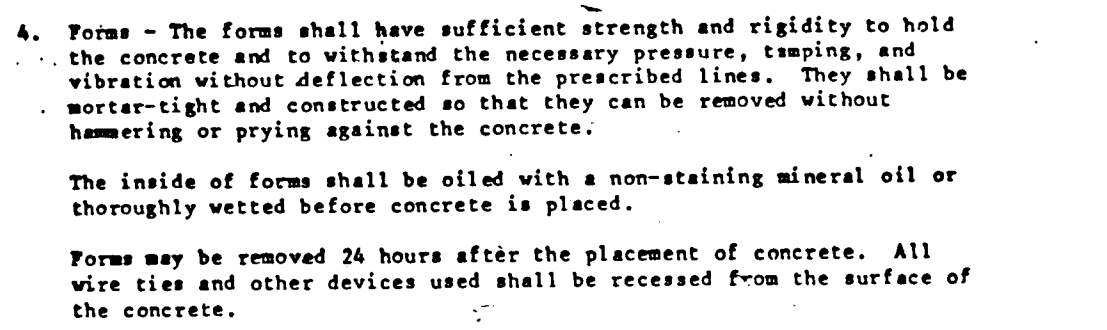 4. Forms - The forms shall have sufficient strength and rigidity to hold
the concrete and to withstand the necessary pressure, tamping, and
vibration without deflection from the prescribed lines. They shall be
mortar-tight and constructed so that they can be removed without
hammering or prying against the concrete.
The inside of forms shall be oiled with a non-staining mineral oil or
thoroughly wetted before concrete is placed.
Forms may be removed 24 hours after the placement of concrete. All
wire ties and other devices used shall be recessed from the surface of
the concrete.